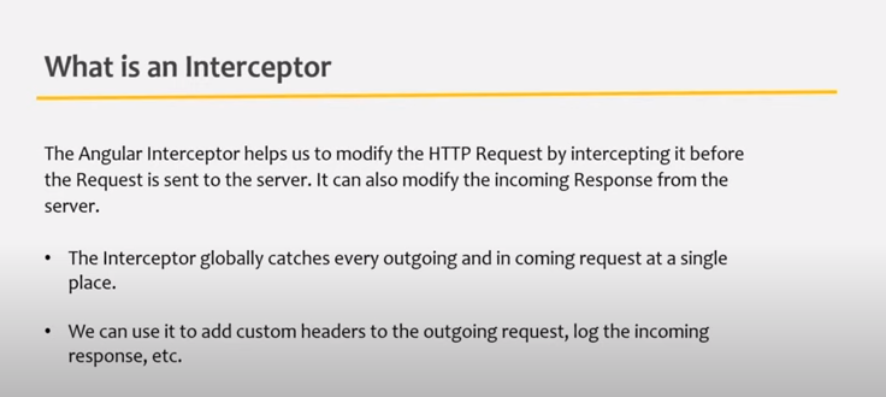 What is an Interceptor
The Angular Interceptor helps us to modify the HTTP Request by intercepting it before
the Request is sent to the server. It can also modify the incoming Response from the
server.
• The Interceptor globally catches every outgoing and in coming request at a single
place.
• We can use it to add custom headers to the outgoing request, log the incoming
response, etc.